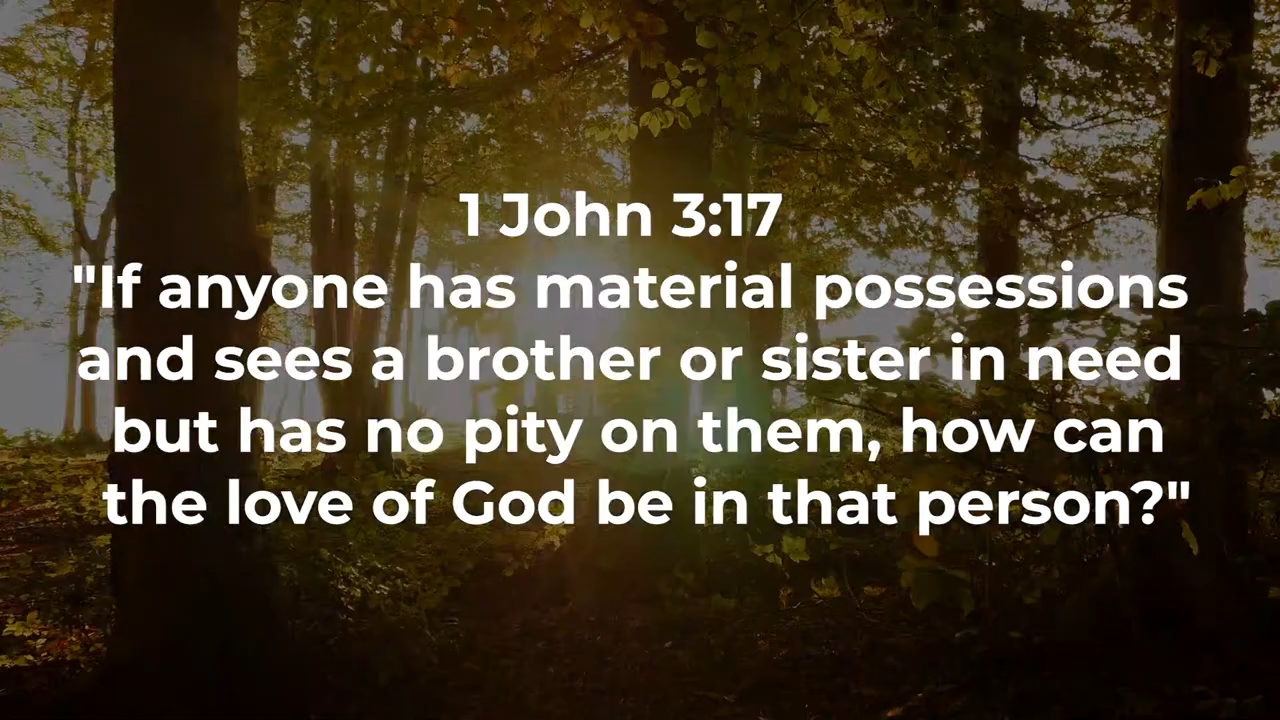 1 John 3:17
"If anyone has material possessions
and sees a brother or sister in need
but has no pity on them, how can
the love of God be in that person?"